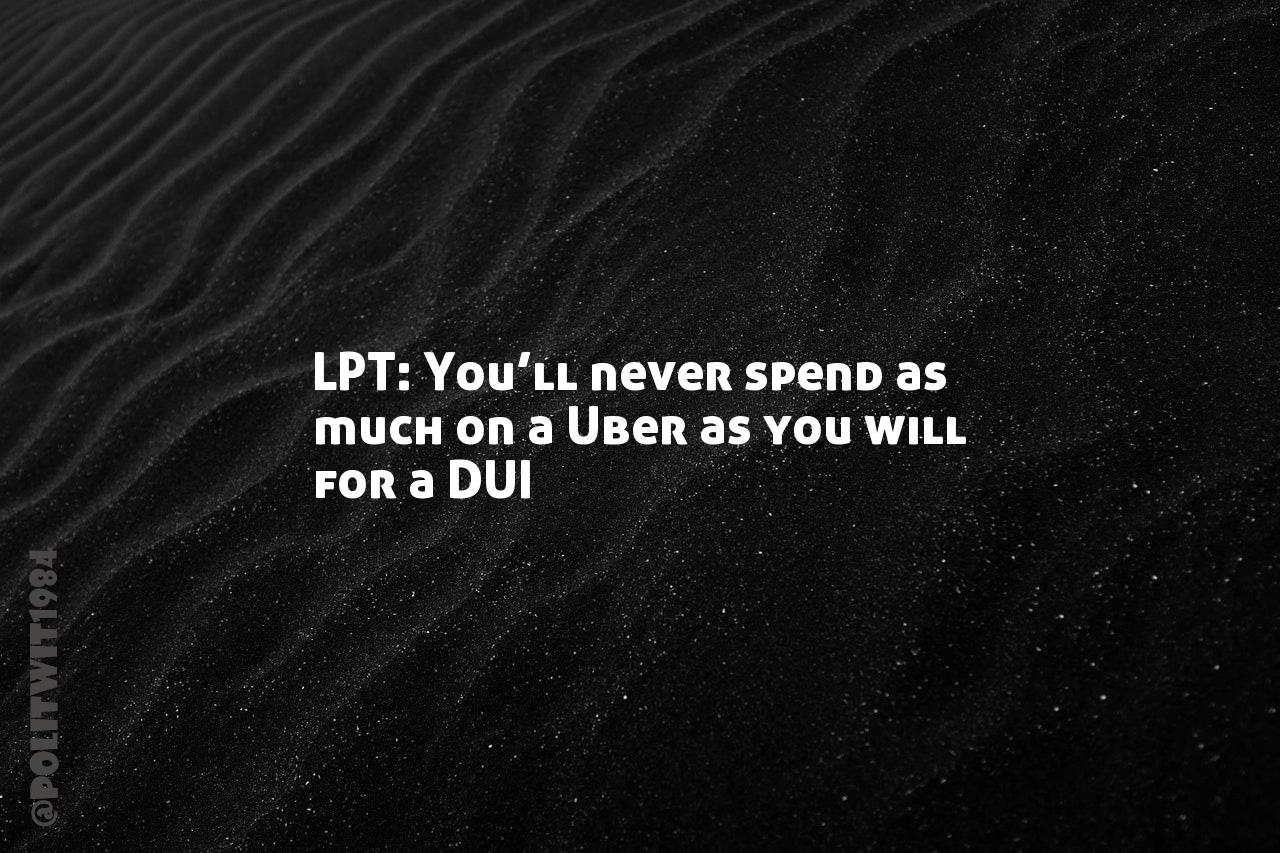 LPT: You’ll never spend as
much on a Uber as you will
for a DUI
@POLITWIT1984